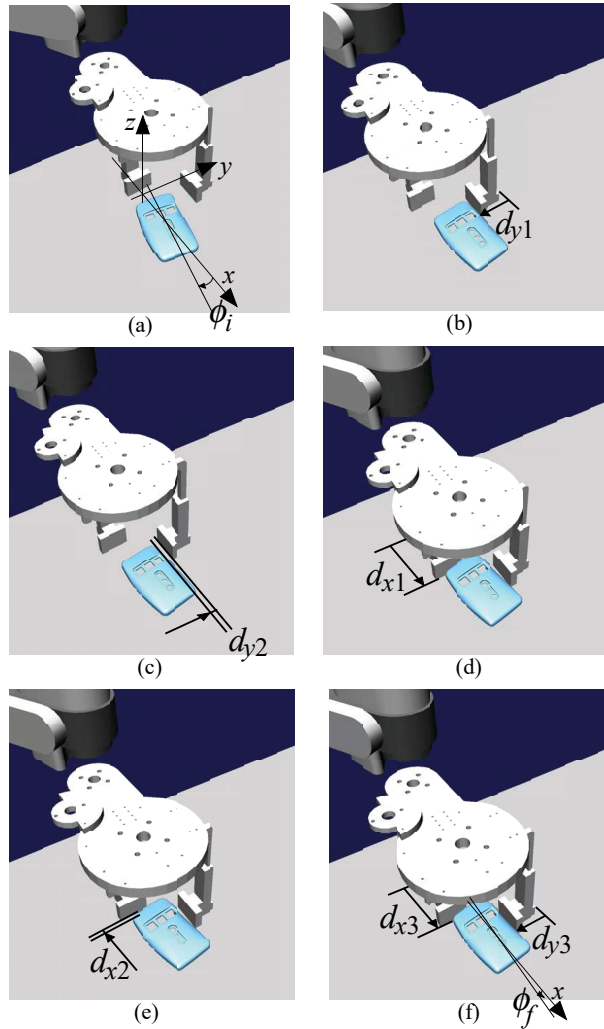 z
y
x
ϕi
(a)
dy1
(b)
dy2
(c)
dx1
(d)
dx2
(e)
dx3
dy3
ϕf
x
(f)